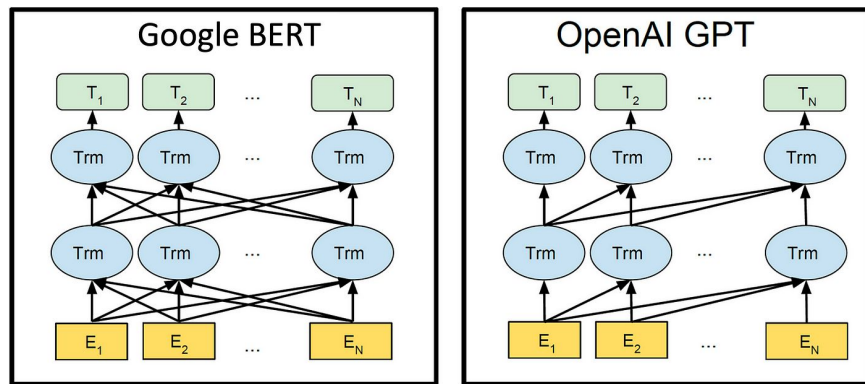 Google BERT
T1 T2 ... TN
Trm Trm ... Trm
Trm Trm ... Trm
E1 E2 ... EN
OpenAI GPT
T1 T2 ... TN
Trm Trm ... Trm
Trm Trm ... Trm
E1 E2 ... EN